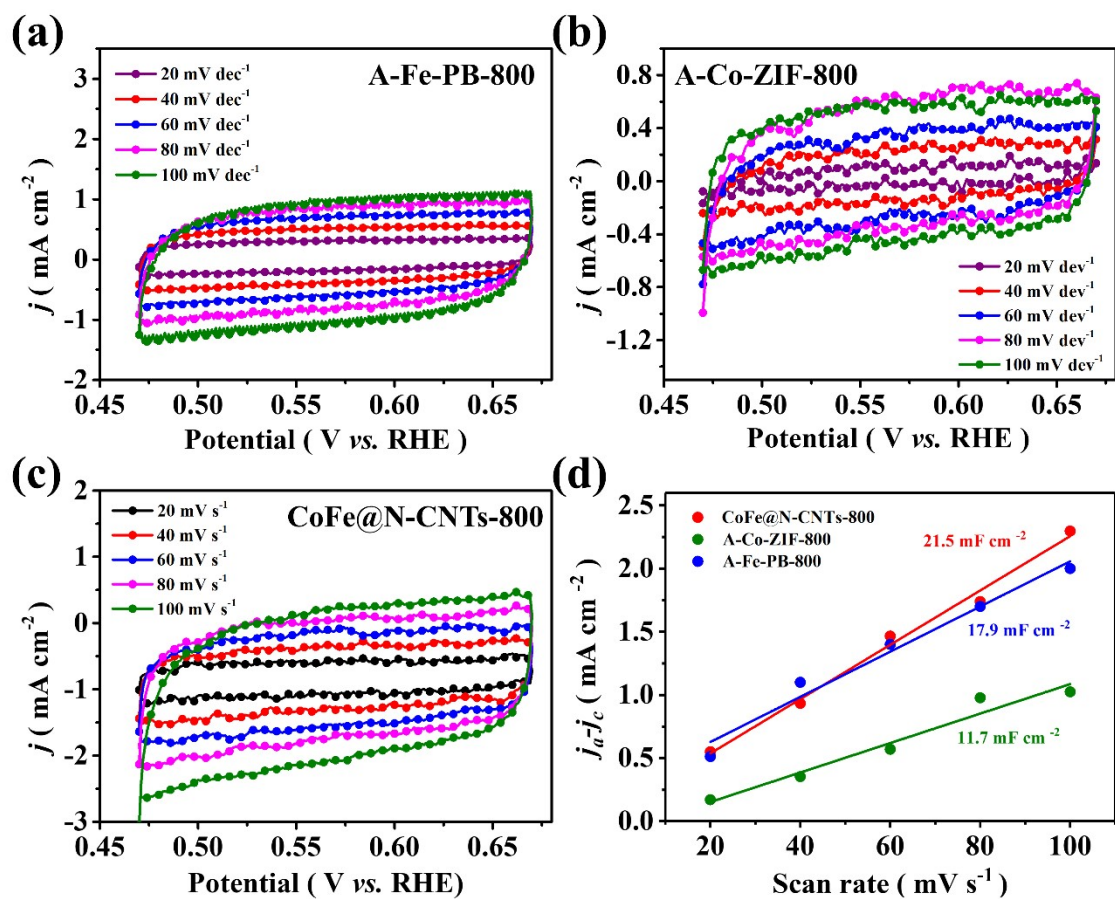 (a)
A-Fe-PB-800
20 mV dec⁻¹
40 mV dec⁻¹
60 mV dec⁻¹
80 mV dec⁻¹
100 mV dec⁻¹
3
2
1
0
-1
-2
j ( mA cm⁻²)
0.45 0.50 0.55 0.60 0.65
Potential ( V vs. RHE )
(b)
A-Co-ZIF-800
0.8
0.4
0.0
-0.4
-0.8
-1.2
j ( mA cm⁻²)
20 mV dev⁻¹
40 mV dev⁻¹
60 mV dev⁻¹
80 mV dev⁻¹
100 mV dev⁻¹
0.45 0.50 0.55 0.60 0.65
Potential ( V vs. RHE )
(c)
CoFe@N-CNTs-800
20 mV s⁻¹
40 mV s⁻¹
60 mV s⁻¹
80 mV s⁻¹
100 mV s⁻¹
2
1
0
-1
-2
-3
j ( mA cm⁻²)
0.45 0.50 0.55 0.60 0.65
Potential ( V vs. RHE)
(d)
CoFe@N-CNTs-800
A-Co-ZIF-800
A-Fe-PB-800
21.5 mF cm ⁻²
17.9 mF cm ⁻²
11.7 mF cm ⁻²
2.5
2.0
1.5
1.0
0.5
0.0
jₐ-j꜀ ( mA cm⁻²)
20 40 60 80 100
Scan rate ( mV s⁻¹)